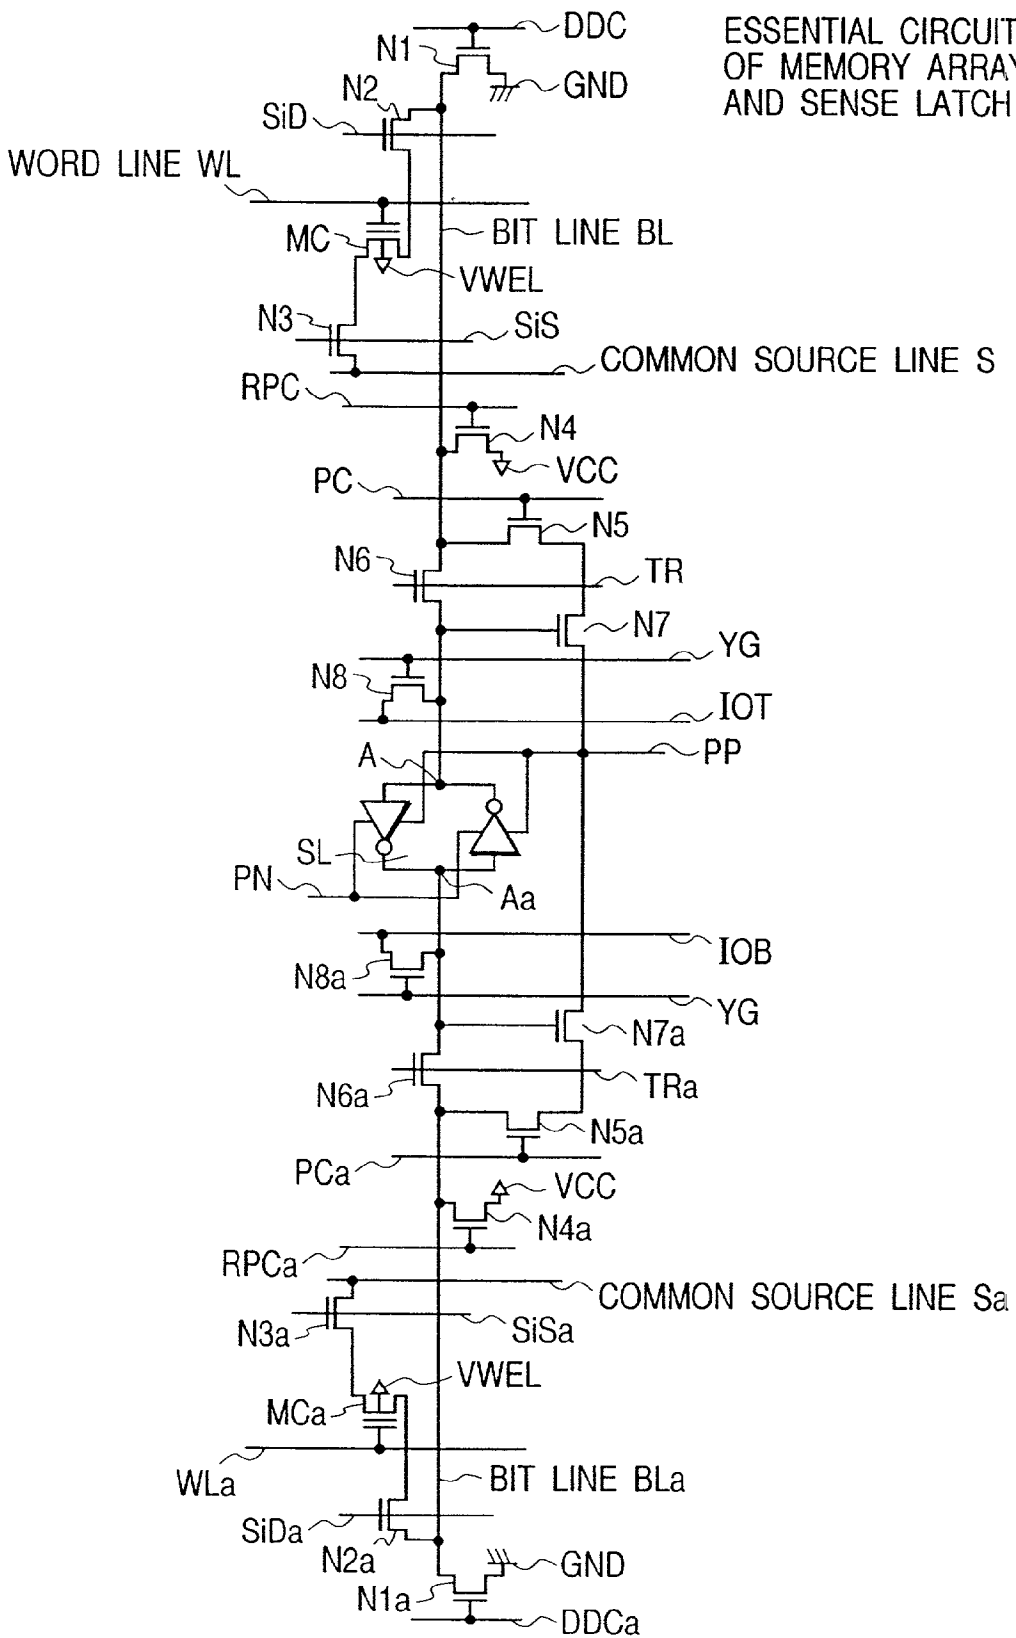 DDC
ESSENTIAL CIRCUIT
OF MEMORY ARRAY
AND SENSE LATCH
N1
GND
N2
SiD
WORD LINE WL
MC
BIT LINE BL
VWEL
N3
SiS
COMMON SOURCE LINE S
RPC
N4
VCC
PC
N5
N6
TR
N7
YG
N8
IOT
A
PP
SL
PN
Aa
IOB
N8a
YG
N7a
N6a
TRa
N5a
PCa
VCC
N4a
RPCa
COMMON SOURCE LINE Sa
N3a
SiSa
VWEL
MCa
WLa
BIT LINE BLa
SiDa
N2a
GND
N1a
DDCa